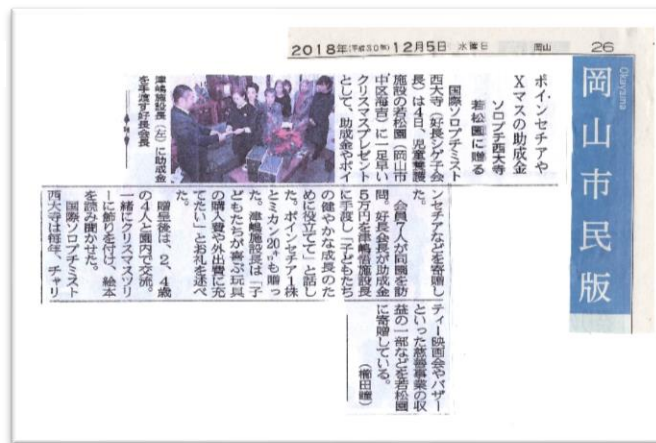 2018年(平成30年)12月5日 水曜日 岡山 26
Okayama
岡山市民版
ポインセチアや
Xマスの助成金
ソロプチ西大寺
若松園に贈る
国際ソロプチミスト
西大寺（好長シゲ子会
長）は4日、児童養護
施設の若松園（岡山市
中区海吉）に一足早い
クリスマスプレゼント
として、助成金やポイ
津嶋施設長（左）に助成金
を手渡す好長会長
ンセチアなどを寄贈し
た。
会員7人が同園を訪
問。好長会長が助成金
5万円を津嶋悟施設長
に手渡し「子どもたち
の健やかな成長のた
めに役立てて」と話し
た。ポインセチア1株
とミカン20㌔も贈っ
た。津嶋施設長は「子
どもたちが喜ぶ玩具
の購入費や外出費に充
てたい」とお礼を述べ
た。
贈呈後は、2、4歳
の4人と園内で交流。
一緒にクリスマスツリ
ーに飾りを付け、絵本
を読み聞かせた。
国際ソロプチミスト
西大寺は毎年、チャリ
ティー映画会やバザー
といった慈善事業の収
益の一部などを若松園
に寄贈している。
（櫛田瞳）